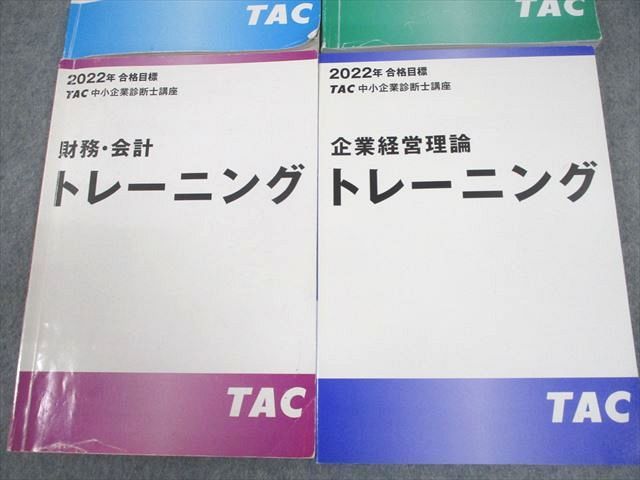 TAC
TAC
2022年 合格目標
TAC 中小企業診断士講座
財務・会計
トレーニング
TAC
2022年 合格目標
TAC 中小企業診断士講座
企業経営理論
トレーニング
TAC